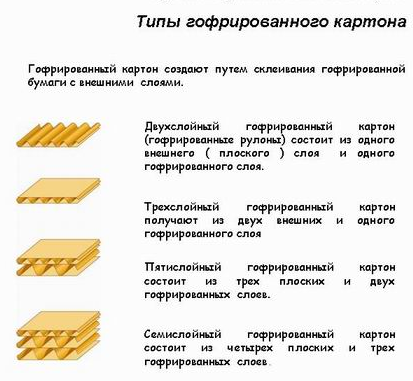 Типы гофрированного картона
Гофрированный картон создают путем склеивания гофрированной
бумаги с внешними слоями.
Двухслойный гофрированный картон
(гофрированные рулоны) состоит из одного
внешнего ( плоского ) слоя и одного
гофрированного слоя.
Трехслойный гофрированный картон
получают из двух внешних и одного
гофрированного слоя
Пятислойный гофрированный картон
состоит из трех плоских и двух
гофрированных слоев.
Семислойный гофрированный картон
состоит из четырех плоских и трех
гофрированных слоев.